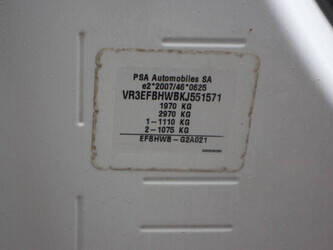 PSA Automobiles SA
e2*2007/46*0625
VR3EFBHWBKJ551571
1970 KG
2970 KG
1-1110 KG
2-1075 KG
EFBHWB-G2A021